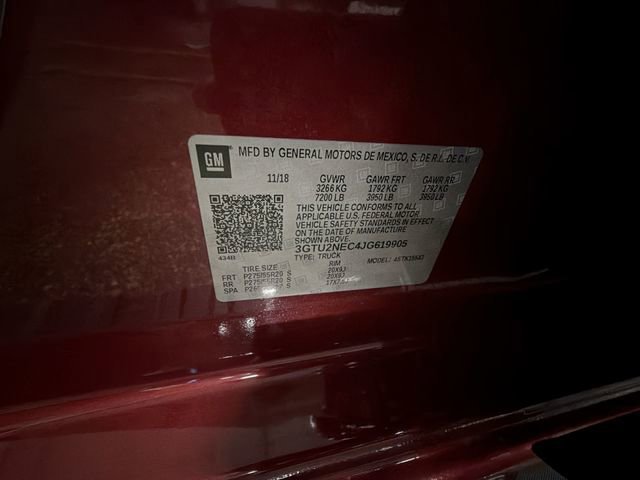 GM
MFD BY GENERAL MOTORS DE MEXICO, S. DE R.L. DE C.V.
11/18 GVWR GAWR FRT GAWR RR
3266 KG 1792 KG 1792 KG
7200 LB 3950 LB 3950 LB
THIS VEHICLE CONFORMS TO ALL
APPLICABLE U.S. FEDERAL MOTOR
VEHICLE SAFETY STANDARDS IN EFFECT
ON THE DATE OF MANUFACTURE
SHOWN ABOVE.
3GTU2NEC4JG619905
434B TYPE: TRUCK MODEL:
TIRE SIZE RIM
FRT P275/55R20 S 20X9J
RR P275/55R20 S 20X9J
SPA